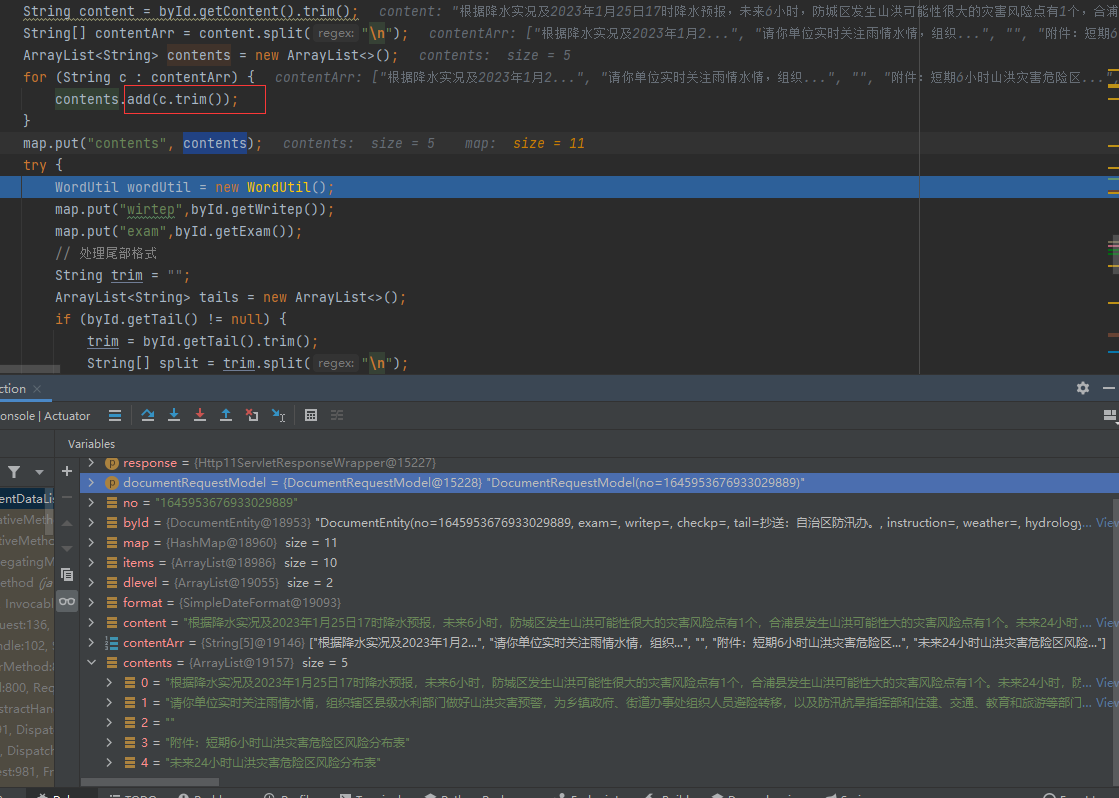 String content = byId.getContent().trim(); content: "根据降水实况及2023年1月25日17时降水预报，未来6小时，防城区发生山洪可能性很大的灾害风险点有1个，合浦
String[] contentArr = content.split( regex: "\n"); contentArr: ["根据降水实况及2023年1月2...", "请你单位实时关注雨情水情，组织...", "", "附件：短期6
ArrayList<String> contents = new ArrayList<>(); contents: size = 5
for (String c : contentArr) { contentArr: ["根据降水实况及2023年1月2...", "请你单位实时关注雨情水情，组织...", "", "附件：短期6小时山洪灾害危险区...",
contents.add(c.trim());
}
map.put("contents", contents); contents: size = 5 map: size = 11
try {
WordUtil wordUtil = new WordUtil();
map.put("wirtep",byId.getWritep());
map.put("exam",byId.getExam());
// 处理尾部格式
String trim = "";
ArrayList<String> tails = new ArrayList<>();
if (byId.getTail() != null) {
trim = byId.getTail().trim();
String[] split = trim.split( regex: "\n");
ction
onsole | Actuator
Variables
response = {Http11ServletResponseWrapper@15227}
documentRequestModel = {DocumentRequestModel@15228} "DocumentRequestModel(no=1645953676933029889)"
entDataLis
no = "1645953676933029889"
ativeMeth
byId = {DocumentEntity@18953} "DocumentEntity(no=1645953676933029889, exam=, writep=, checkp=, tail=抄送：自治区防汛办。, instruction=, weather=, hydrology... View
ativeMetho
map = {HashMap@18960} size = 11
egatingM
items = {ArrayList@18986} size = 10
ethod (ja
dlevel = {ArrayList@19055} size = 2
Invocabl
format = {SimpleDateFormat@19093}
uest:136,
content = "根据降水实况及2023年1月25日17时降水预报，未来6小时，防城区发生山洪可能性很大的灾害风险点有1个，合浦县发生山洪可能性大的灾害风险点有1个。未来24小时,... View
ndle:102, S
contentArr = {String[5]@19146} ["根据降水实况及2023年1月2...", "请你单位实时关注雨情水情，组织...", "", "附件：短期6小时山洪灾害危险区...", "未来24小时山洪灾害危险区风险..."]
erMethod:8
contents = {ArrayList@19157} size = 5
d:800, Rec
0 = "根据降水实况及2023年1月25日17时降水预报，未来6小时，防城区发生山洪可能性很大的灾害风险点有1个，合浦县发生山洪可能性大的灾害风险点有1个。未来24小时，防... View
stractHan
1 = "请你单位实时关注雨情水情，组织辖区县级水利部门做好山洪灾害预警，为乡镇政府、街道办事处组织人员避险转移，以及防汛抗旱指挥部和住建、交通、教育和旅游等部门... View
91, Dispat
2 = ""
, Dispatch
3 = "附件：短期6小时山洪灾害危险区风险分布表"
est:981, Fr
4 = "未来24小时山洪灾害危险区风险分布表"